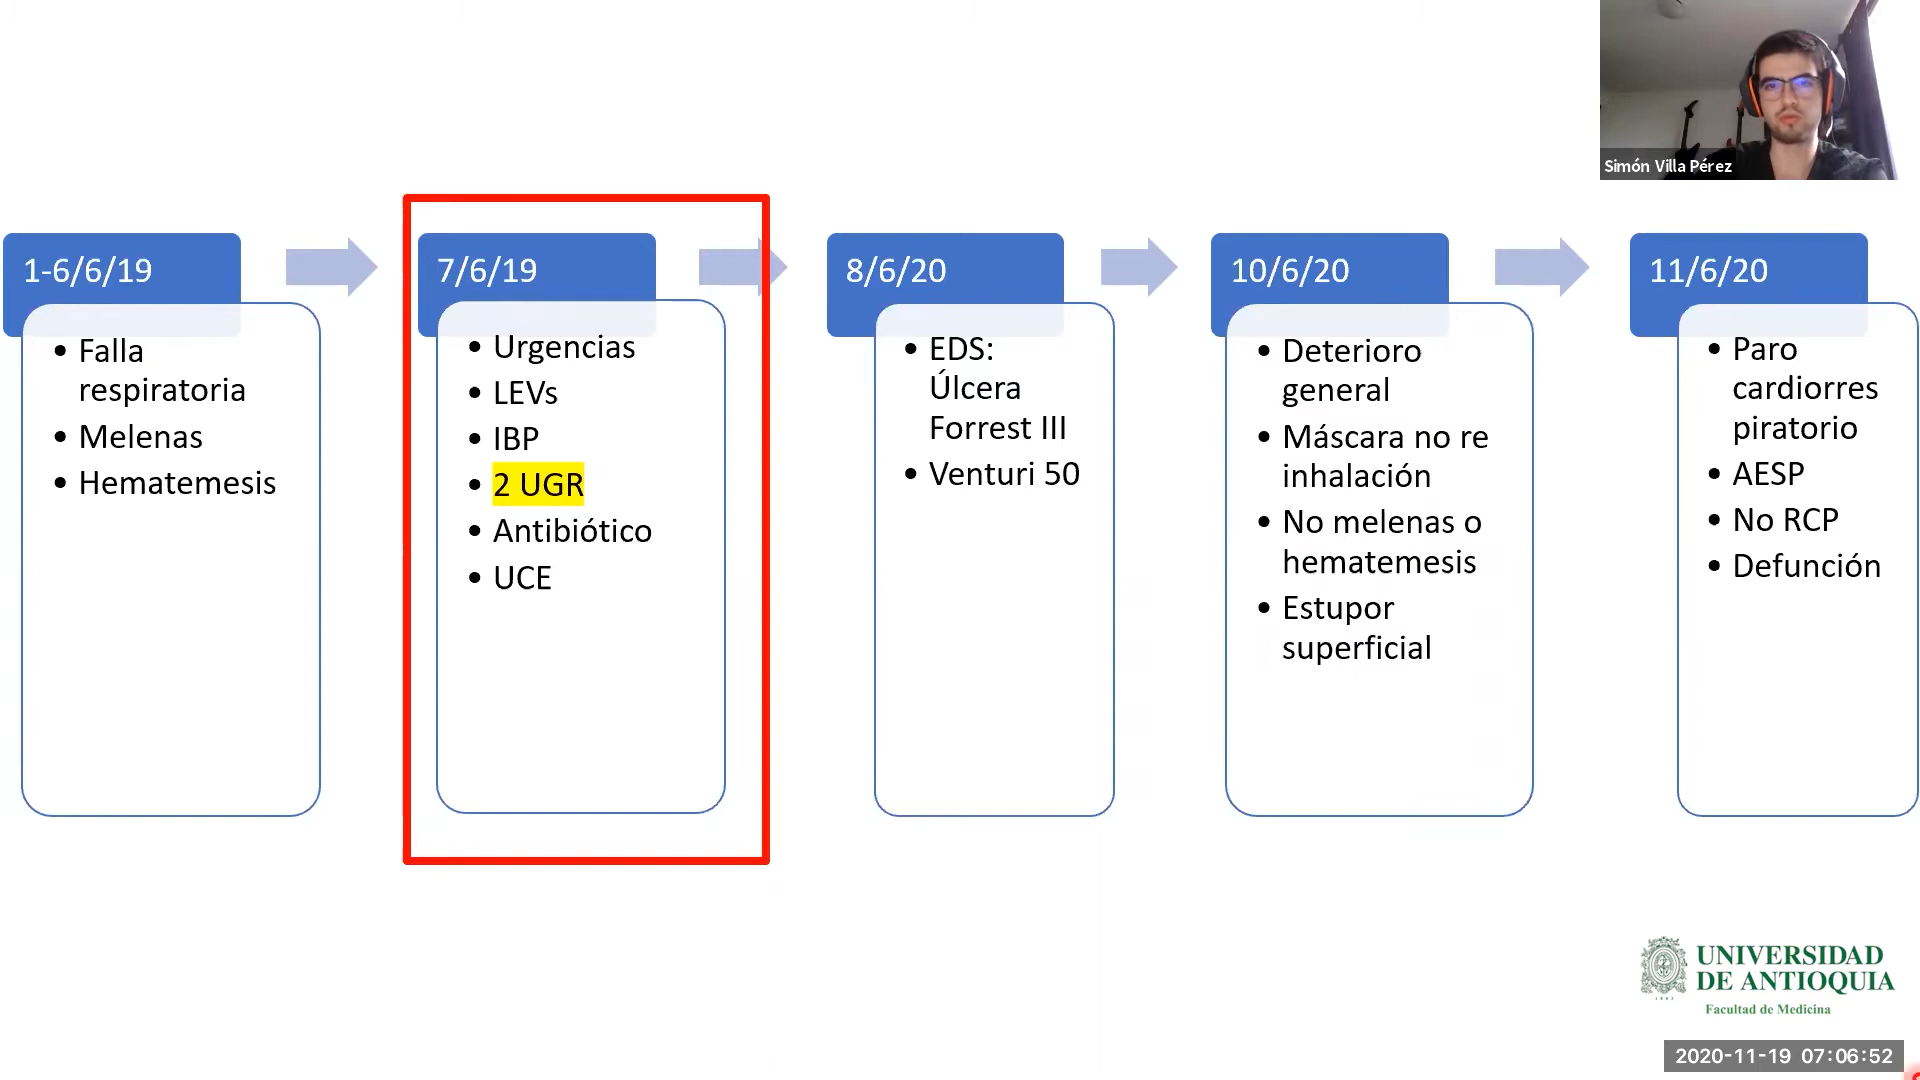 Simón Villa Pérez
1-6/6/19
• Falla
respiratoria
• Melenas
• Hematemesis
7/6/19
• Urgencias
• LEVs
• IBP
• 2 UGR
• Antibiótico
• UCE
8/6/20
• EDS:
Úlcera
Forrest III
• Venturi 50
10/6/20
• Deterioro
general
• Máscara no re
inhalación
• No melenas o
hematemesis
• Estupor
superficial
11/6/20
• Paro
cardiorres
piratorio
• AESP
• No RCP
• Defunción
UNIVERSIDAD
DE ANTIOQUIA
Facultad de Medicina
2020-11-19 07:06:52